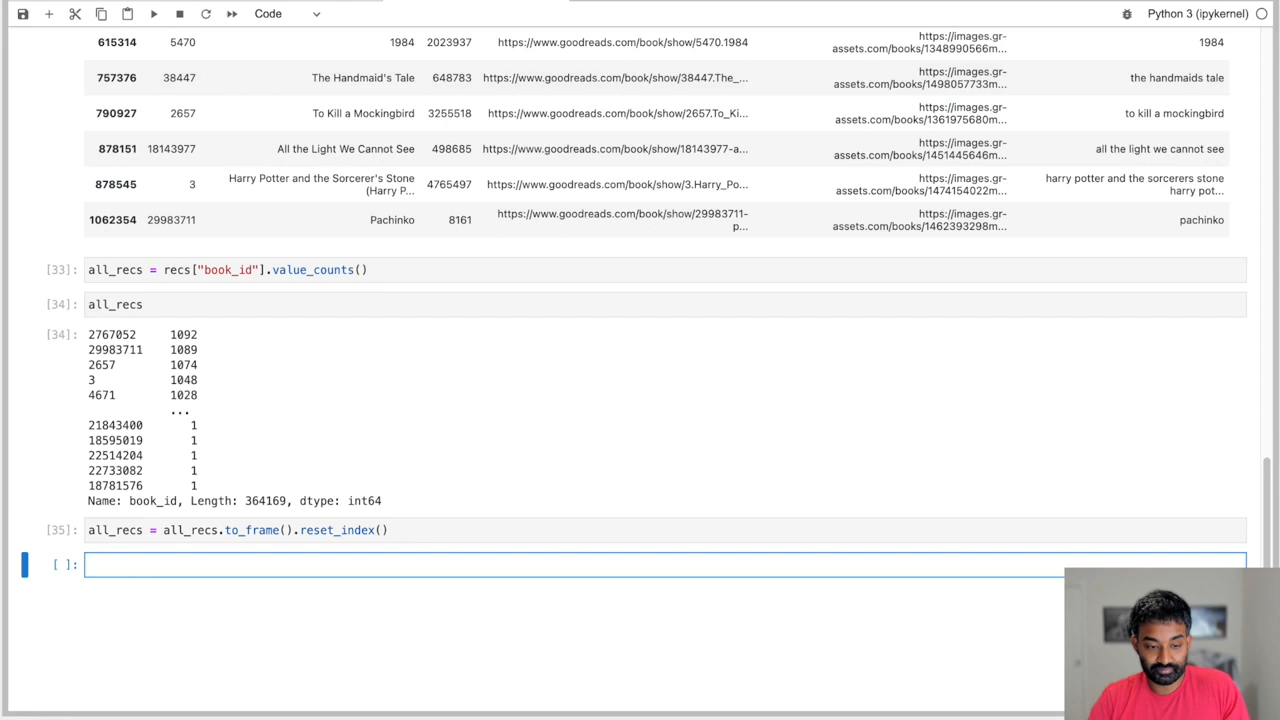 Code Python 3 (ipykernel)
615314 5470 1984 2023937 https://www.goodreads.com/book/show/5470.1984 https://images.gr-assets.com/books/1348990566m... 1984
757376 38447 The Handmaid's Tale 648783 https://www.goodreads.com/book/show/38447.The_... https://images.gr-assets.com/books/1498057733m... the handmaids tale
790927 2657 To Kill a Mockingbird 3255518 https://www.goodreads.com/book/show/2657.To_Ki... https://images.gr-assets.com/books/1361975680m... to kill a mockingbird
878151 18143977 All the Light We Cannot See 498685 https://www.goodreads.com/book/show/18143977-a... https://images.gr-assets.com/books/1451445646m... all the light we cannot see
878545 3 Harry Potter and the Sorcerer's Stone (Harry P... 4765497 https://www.goodreads.com/book/show/3.Harry_Po... https://images.gr-assets.com/books/1474154022m... harry potter and the sorcerers stone harry pot...
1062354 29983711 Pachinko 8161 https://www.goodreads.com/book/show/29983711-p... https://images.gr-assets.com/books/1462393298m... pachinko
[33]: all_recs = recs["book_id"].value_counts()
[34]: all_recs
[34]: 2767052 1092
29983711 1089
2657 1074
3 1048
4671 1028
...
21843400 1
18595019 1
22514204 1
22733082 1
18781576 1
Name: book_id, Length: 364169, dtype: int64
[35]: all_recs = all_recs.to_frame().reset_index()
[ ]: